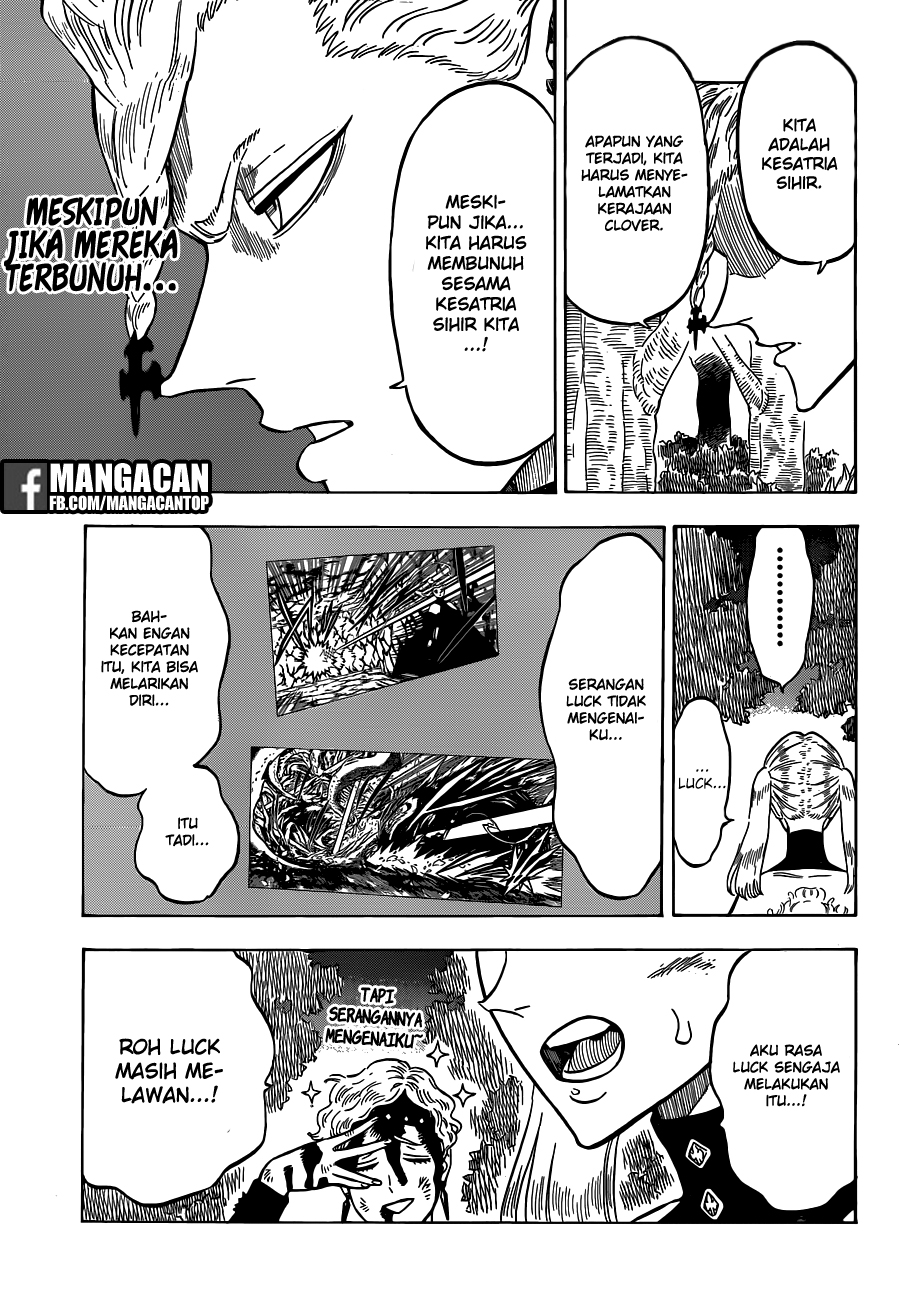 KITA
ADALAH
KESATRIA
SIHIR.
APAPUN YANG
TERJADI, KITA
HARUS MENYE-
LAMATKAN
KERAJAAN
CLOVER.
MESKI-
PUN JIKA...
KITA HARUS
MEMBUNUH
SESAMA
KESATRIA
SIHIR KITA
...!
MESKIPUN
JIKA MEREKA
TERBUNUH...
MANGACAN
FB.COM/MANGACANTOP
..........
...
LUCK...
SERANGAN
LUCK TIDAK
MENGENAI-
KU...
BAH-
KAN ENGAN
KECEPATAN
ITU, KITA BISA
MELARIKAN
DIRI...
ITU
TADI...
AKU RASA
LUCK SENGAJA
MELAKUKAN
ITU...!
TAPI
SERANGANNYA
MENGENAIKU~
ROH LUCK
MASIH ME-
LAWAN...!